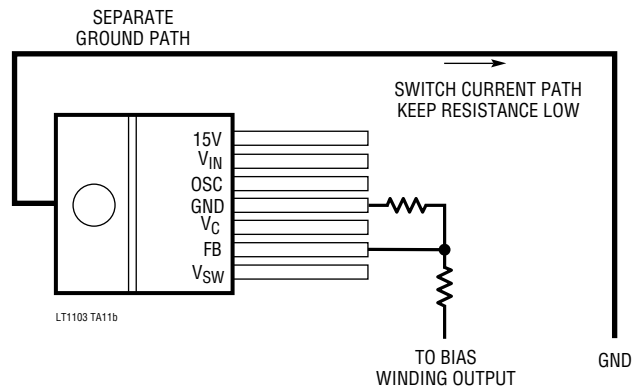 SEPARATE
GROUND PATH
SWITCH CURRENT PATH
KEEP RESISTANCE LOW
15V
VIN
OSC
GND
VC
FB
VSW
LT1103 TA11b
TO BIAS
WINDING OUTPUT
GND